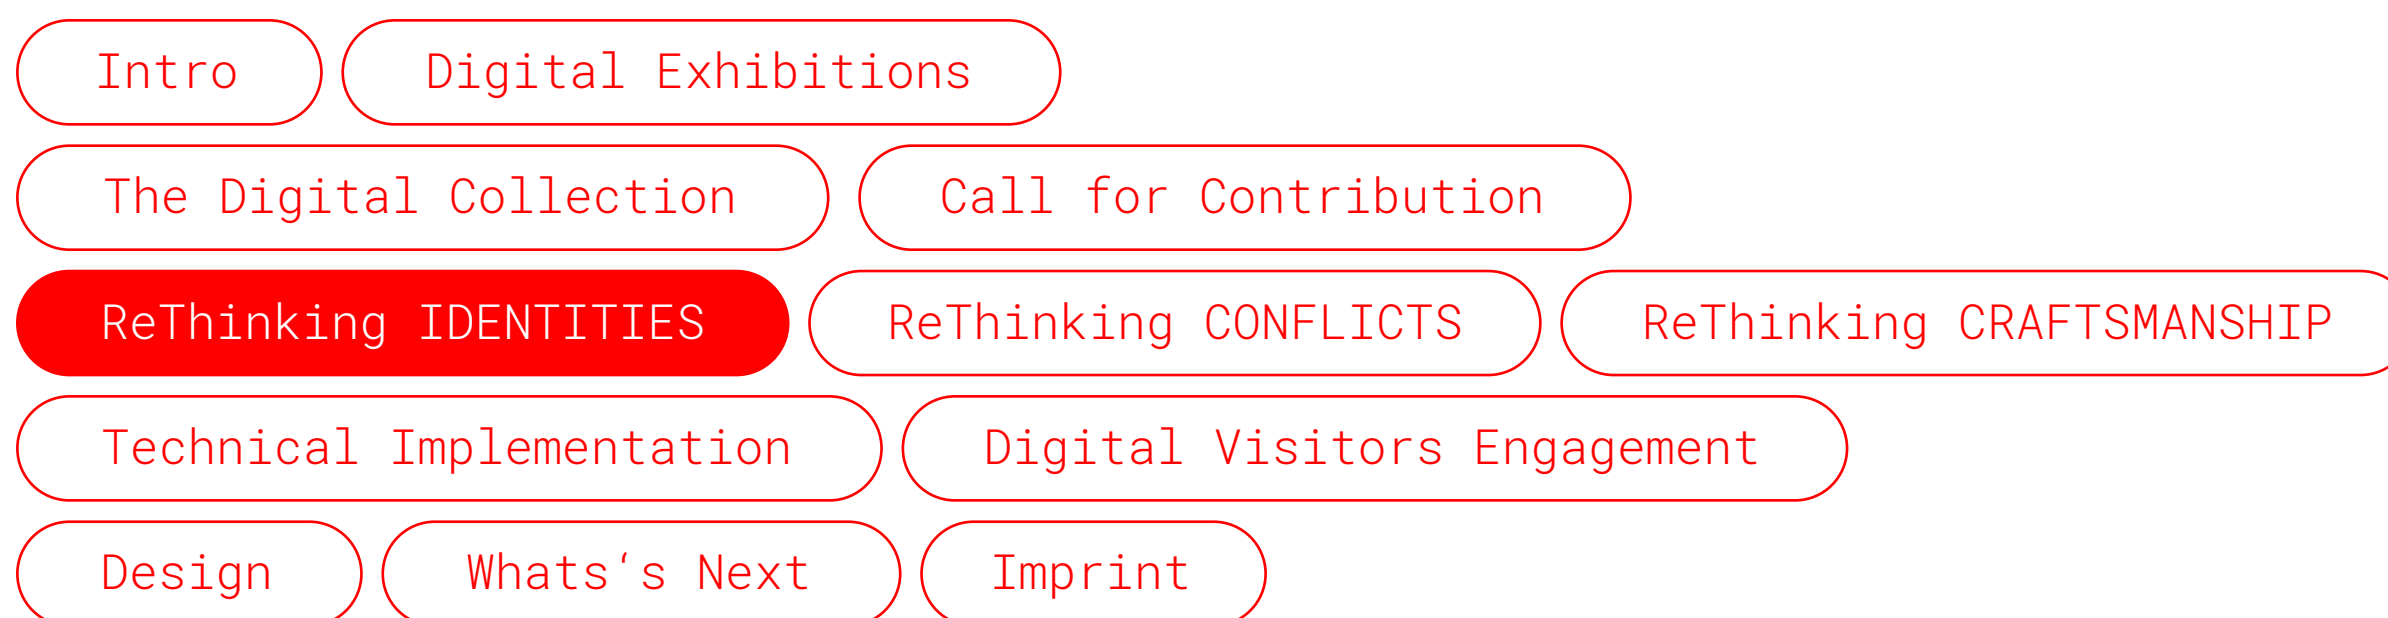 Intro Digital Exhibitions
The Digital Collection Call for Contribution
ReThinking IDENTITIES ReThinking CONFLICTS ReThinking CRAFTSMANSHIP
Technical Implementation Digital Visitors Engagement
Design Whats‘s Next Imprint